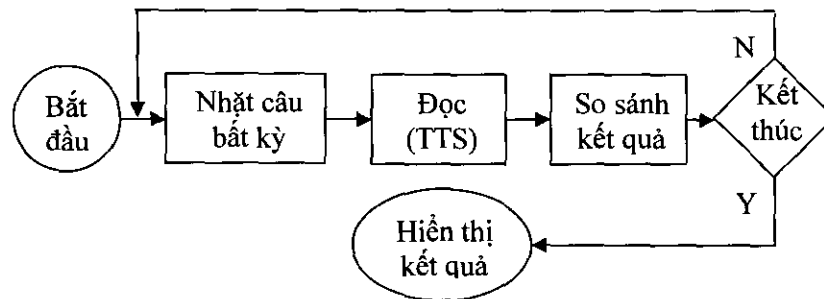 Bắt
đầu
Nhặt câu
bất kỳ
Đọc
(TTS)
So sánh
kết quả
N
Kết
thúc
Y
Hiển thị
kết quả